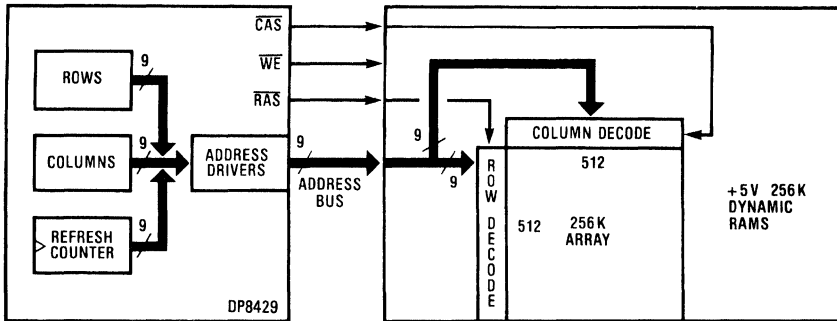 CAS
WE
RAS
9
ROWS
9
COLUMNS
9
REFRESH
COUNTER
ADDRESS
DRIVERS
9
ADDRESS
BUS
DP8429
9
9
COLUMN DECODE
ROW DECODE
512
512
256K
ARRAY
+5V 256K
DYNAMIC
RAMS